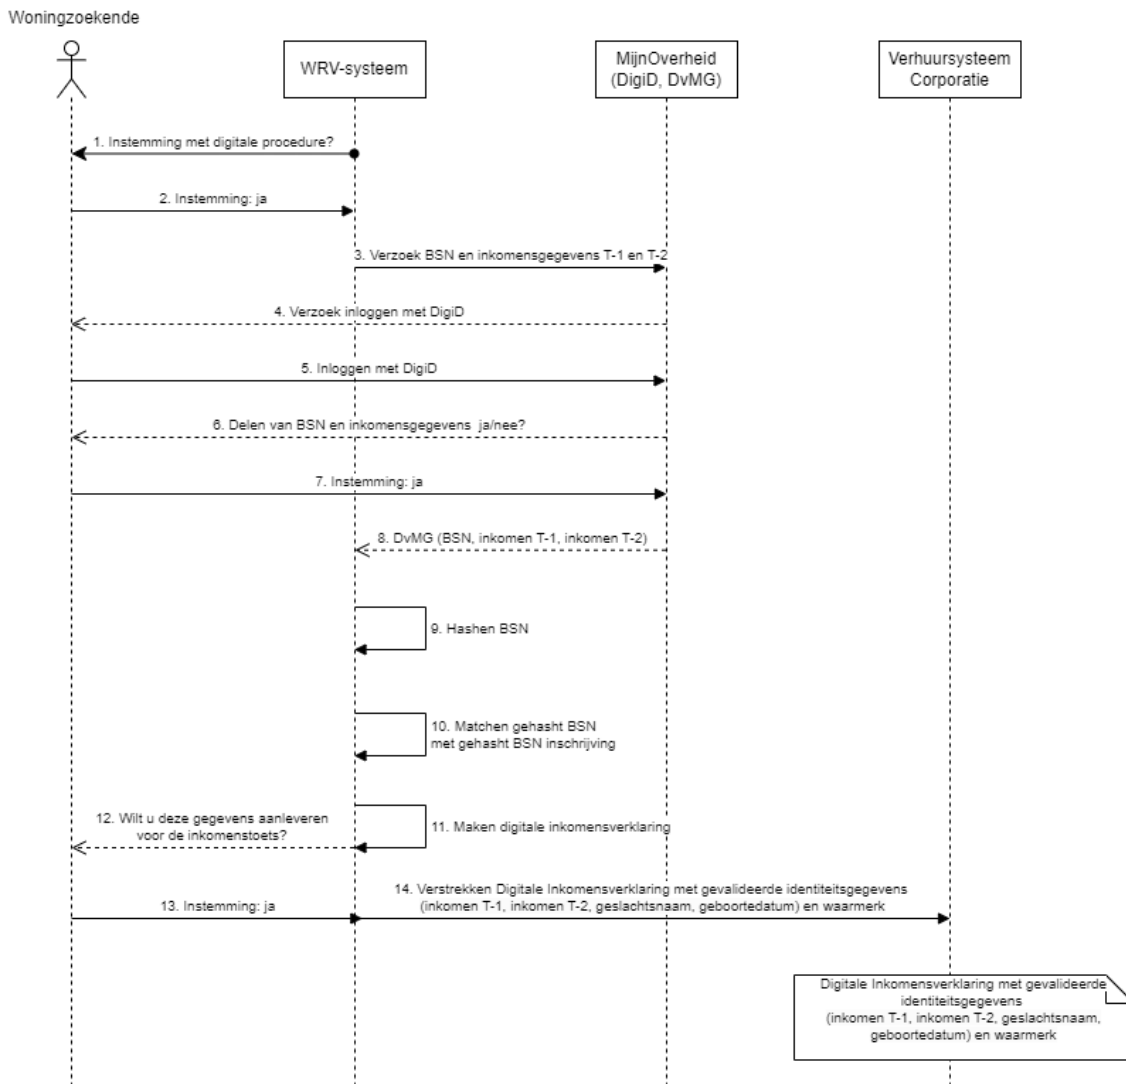 Woningzoekende
WRV-systeem
MijnOverheid
(DigiD, DvMG)
Verhuursysteem
Corporatie
1. Instemming met digitale procedure?
2. Instemming: ja
3. Verzoek BSN en inkomensgegevens T-1 en T-2
4. Verzoek inloggen met DigiD
5. Inloggen met DigiD
6. Delen van BSN en inkomensgegevens ja/nee?
7. Instemming: ja
8. DvMG (BSN, inkomen T-1, inkomen T-2)
9. Hashen BSN
10. Matchen gehasht BSN
met gehasht BSN inschrijving
11. Maken digitale inkomensverklaring
12. Wilt u deze gegevens aanleveren
voor de inkomenstoets?
13. Instemming: ja
14. Verstrekken Digitale Inkomensverklaring met gevalideerde identiteitsgegevens
(inkomen T-1, inkomen T-2, geslachtsnaam, geboortedatum) en waarmerk
Digitale Inkomensverklaring met gevalideerde
identiteitsgegevens
(inkomen T-1, inkomen T-2, geslachtsnaam,
geboortedatum) en waarmerk